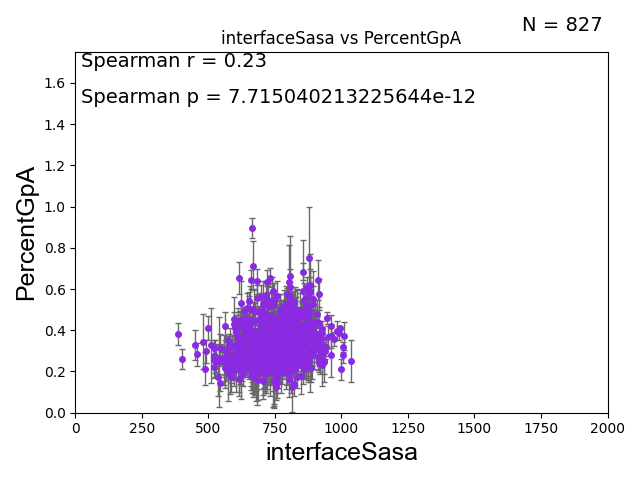 N = 827
interfaceSasa vs PercentGpA
Spearman r = 0.23
Spearman p = 7.715040213225644e-12
PercentGpA
1.6
1.4
1.2
1.0
0.8
0.6
0.4
0.2
0.0
0 250 500 750 1000 1250 1500 1750 2000
interfaceSasa